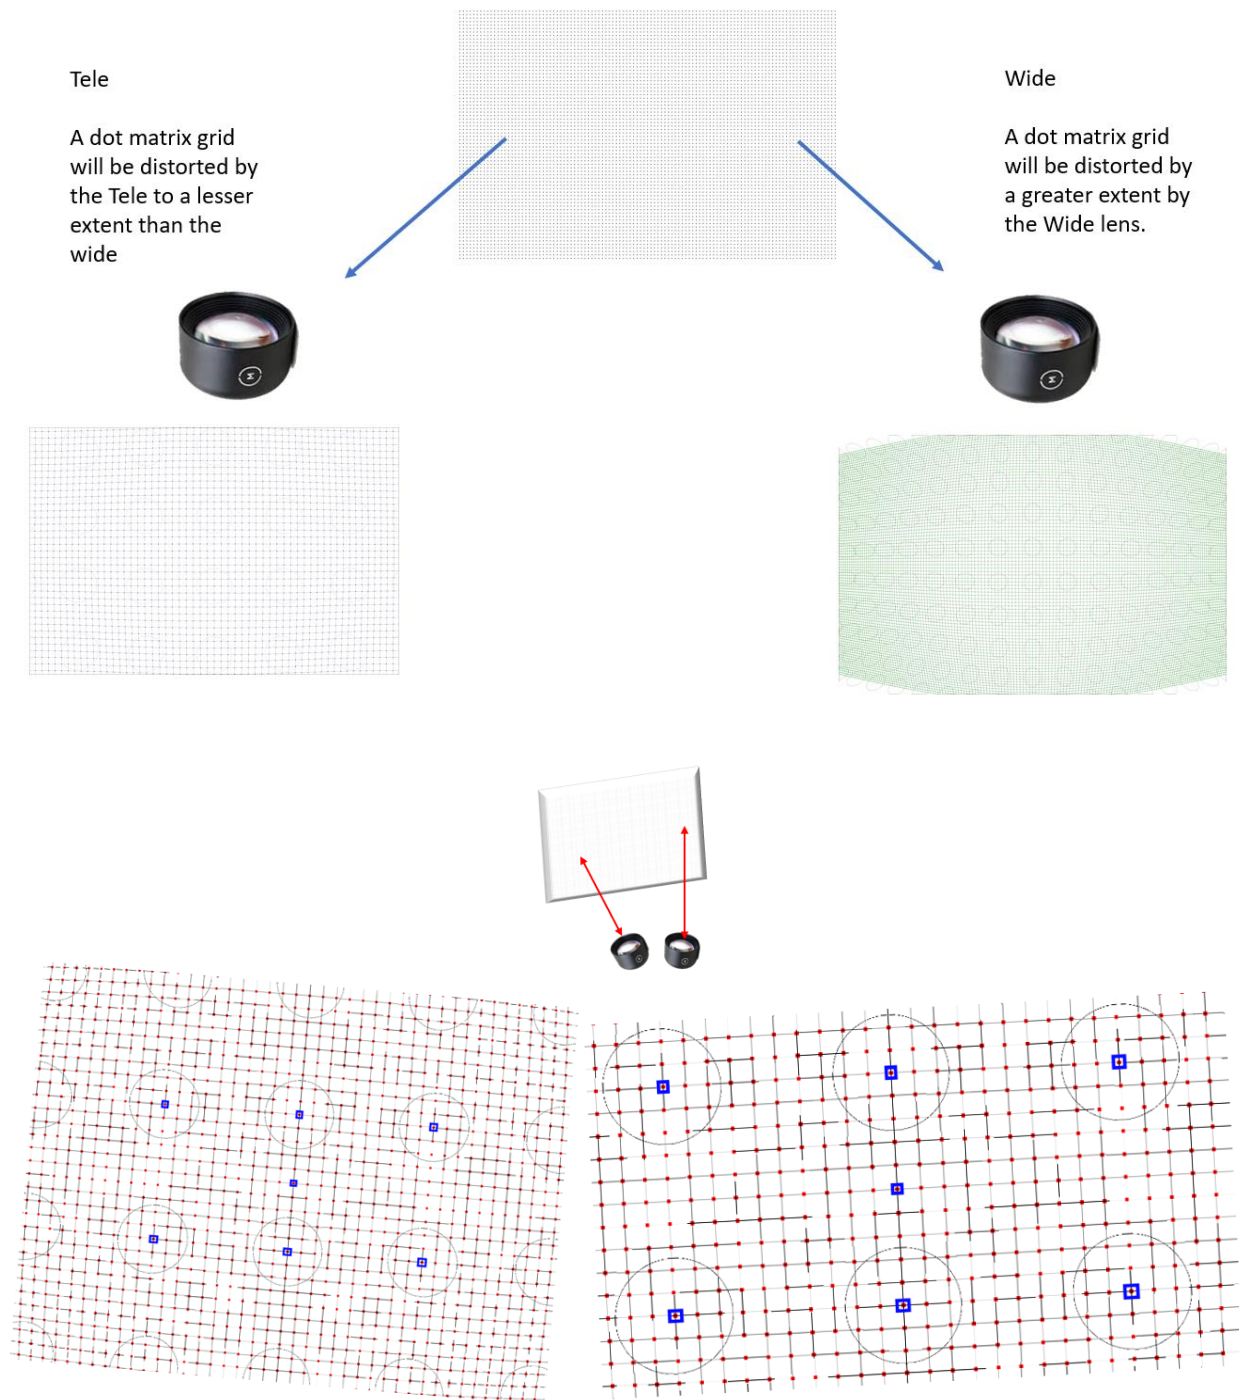 Tele
A dot matrix grid
will be distorted by
the Tele to a lesser
extent than the
wide
Wide
A dot matrix grid
will be distorted by
a greater extent by
the Wide lens.